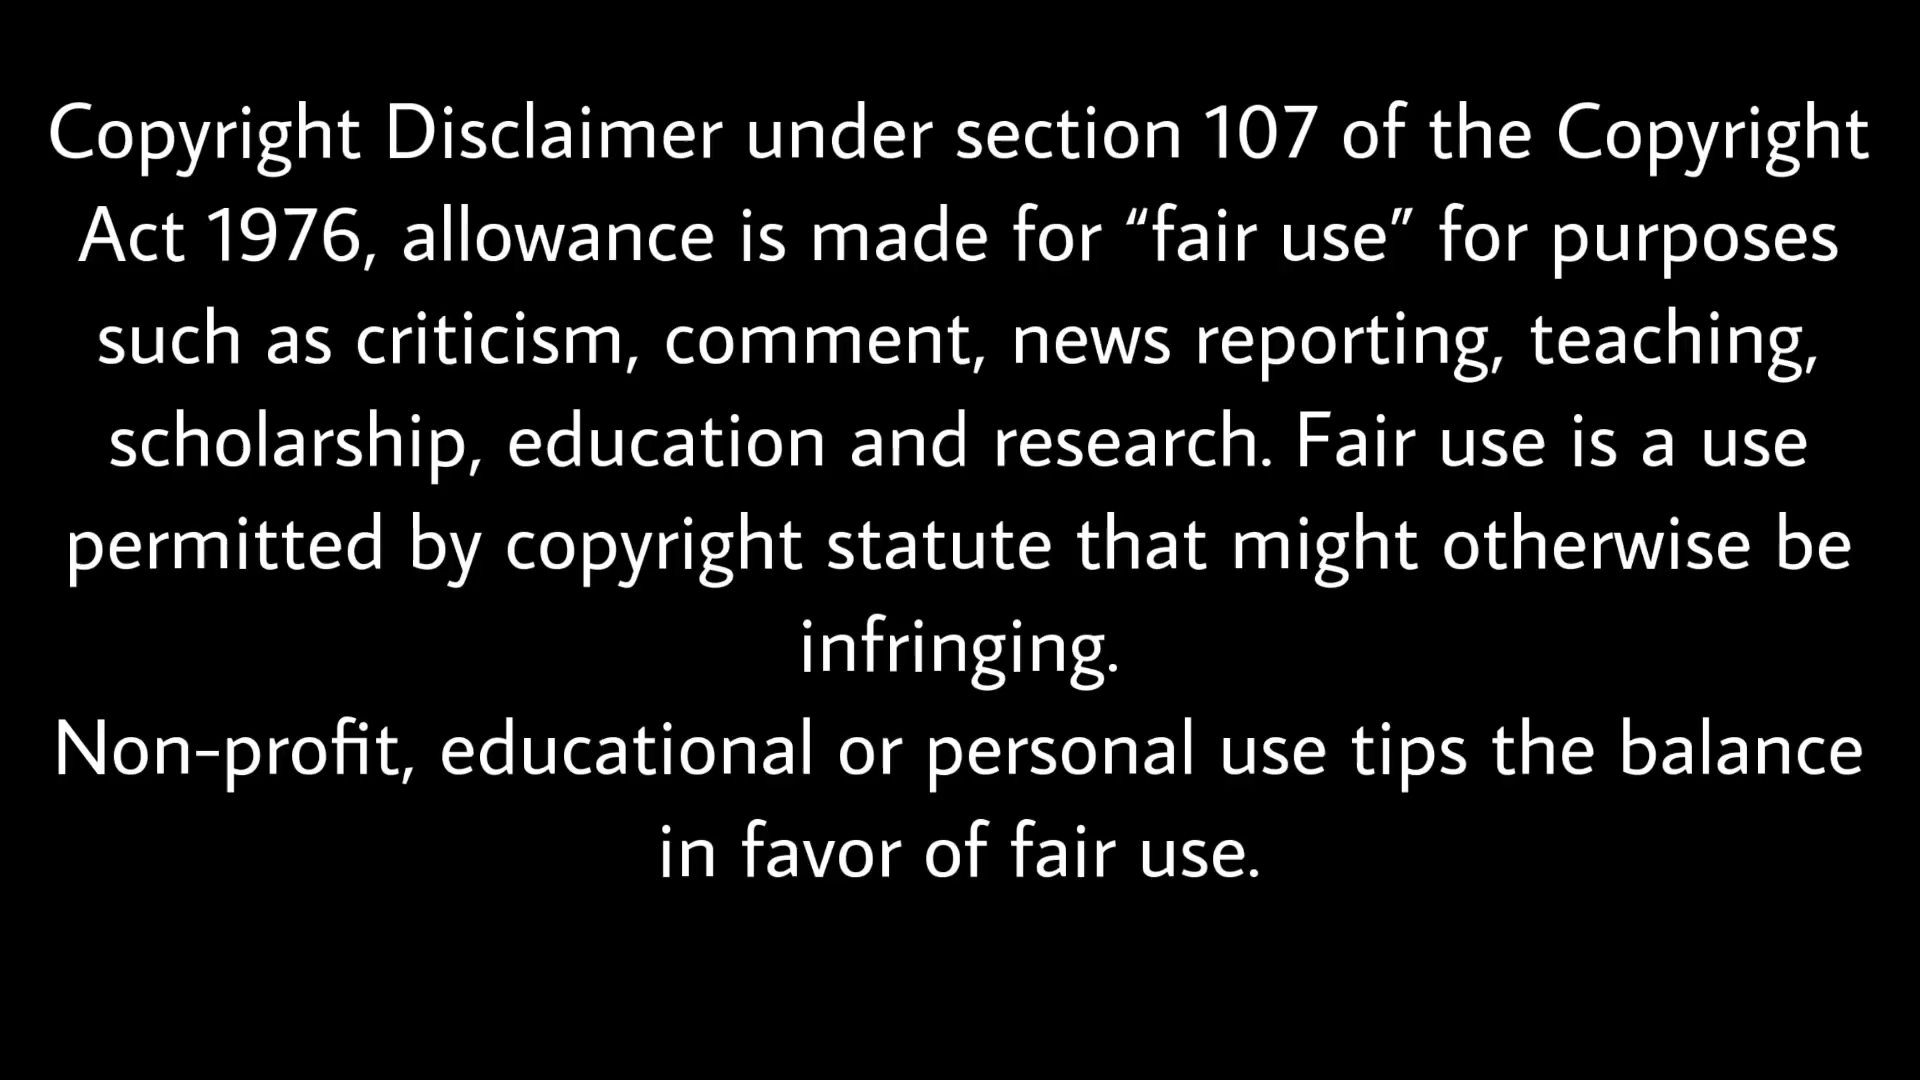 Copyright Disclaimer under section 107 of the Copyright
Act 1976, allowance is made for “fair use” for purposes
such as criticism, comment, news reporting, teaching,
scholarship, education and research. Fair use is a use
permitted by copyright statute that might otherwise be
infringing.
Non-profit, educational or personal use tips the balance
in favor of fair use.